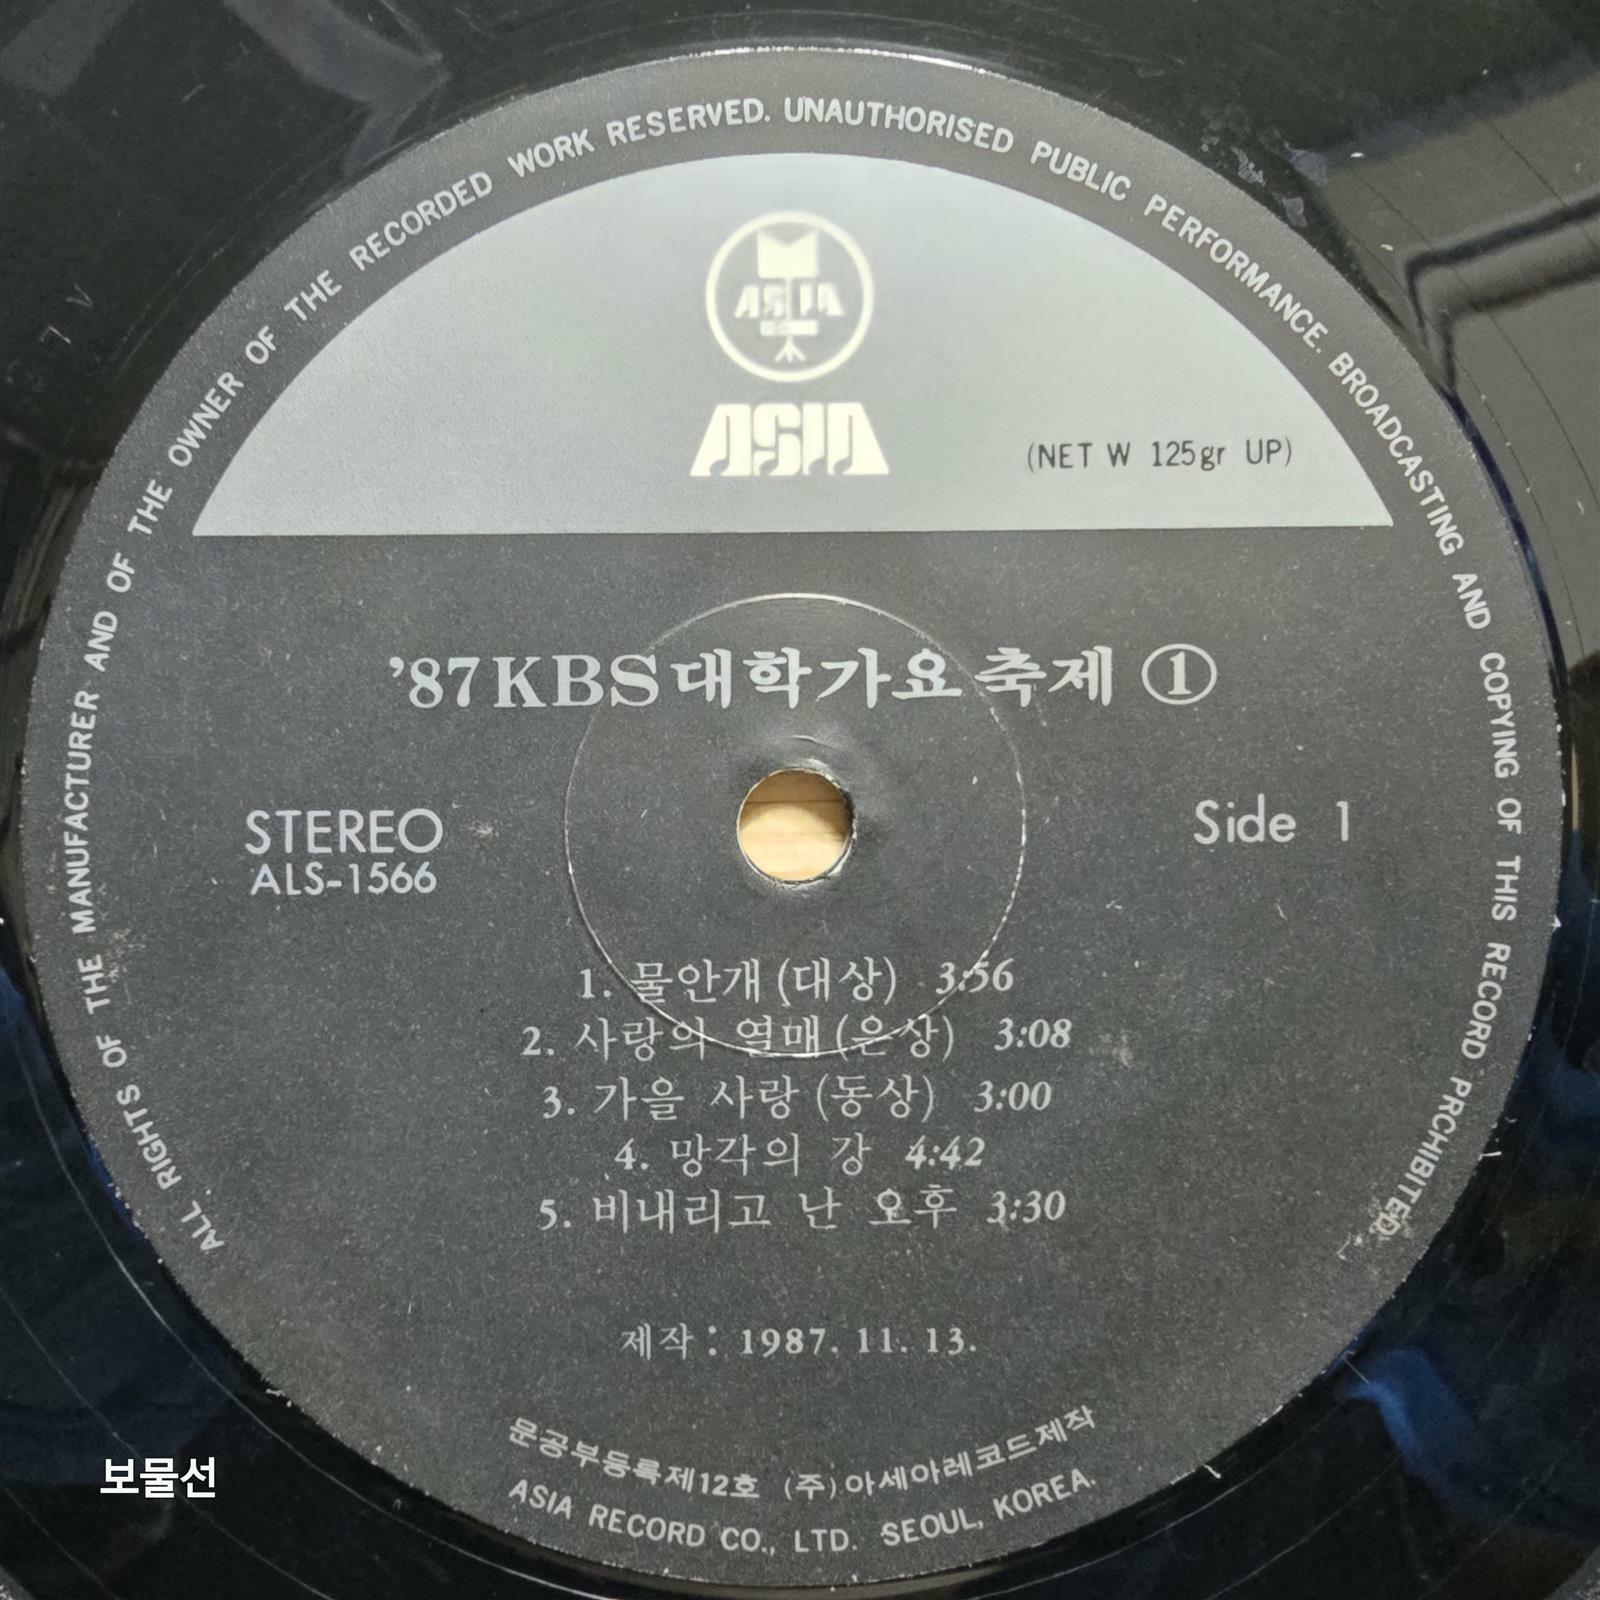 ALL RIGHTS OF THE MANUFACTURER AND OF THE OWNER OF THE RECORDED WORK RESERVED. UNAUTHORISED PUBLIC PERFORMANCE. BROADCASTING AND COPYING OF THIS RECORD PRCHIBITED.
ASIA
ASIA
(NET W 125gr UP)
'87 KBS 대학가요 축제 ①
STEREO
ALS-1566
Side 1
1. 물안개 (대상) 3:56
2. 사랑의 열매 (은상) 3:08
3. 가을 사랑 (동상) 3:00
4. 망각의 강 4:42
5. 비내리고 난 오후 3:30
제작 : 1987. 11. 13.
문공부등록제12호 (주)아세아레코드제작
ASIA RECORD CO., LTD. SEOUL, KOREA.
보물선